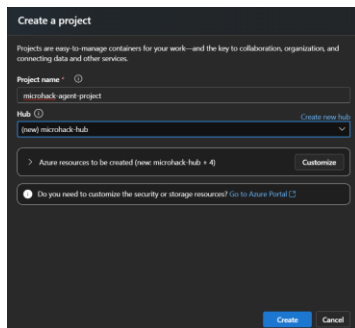 Create a project
Projects are easy-to-manage containers for your work—and the key to collaboration, organization, and
connecting data and other services.
Project name *
microhack-agent-project
Hub
Create new hub
(new) microhack-hub
Azure resources to be created (new: microhack-hub + 4)
Customize
Do you need to customize the security or storage resources? Go to Azure Portal
Create
Cancel